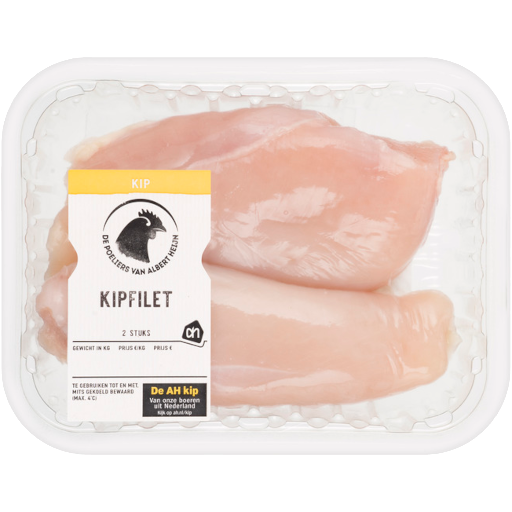 KIP
DE POELIERS VAN ALBERT HEIJN
KIPFILET
2 STUKS
ah
GEWICHT IN KG PRIJS €/KG PRIJS €
TE GEBRUIKEN TOT EN MET,
MITS GEKOELD BEWAARD
(MAX. 4°C)
De AH kip
Van onze boeren
uit Nederland
Kijk op ah.nl/kip